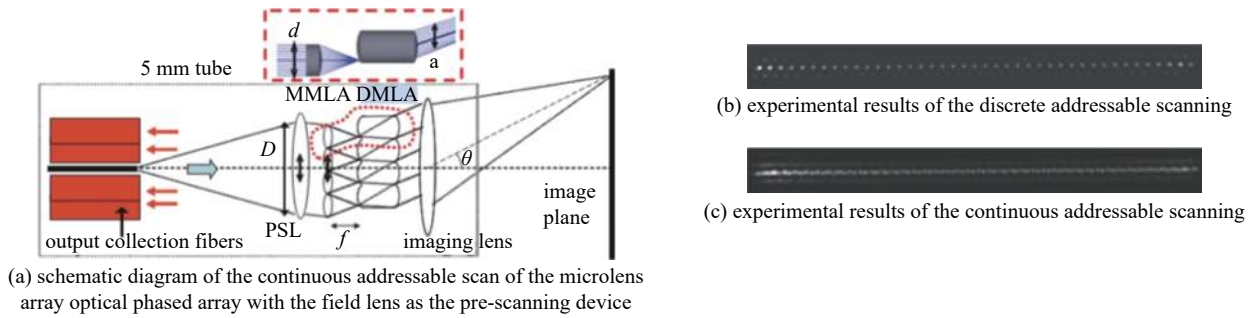 d
a
5 mm tube
MMLA DMLA
D
θ
PSL
f
image
plane
output collection fibers
imaging lens
(a) schematic diagram of the continuous addressable scan of the microlens
array optical phased array with the field lens as the pre-scanning device
(b) experimental results of the discrete addressable scanning
(c) experimental results of the continuous addressable scanning